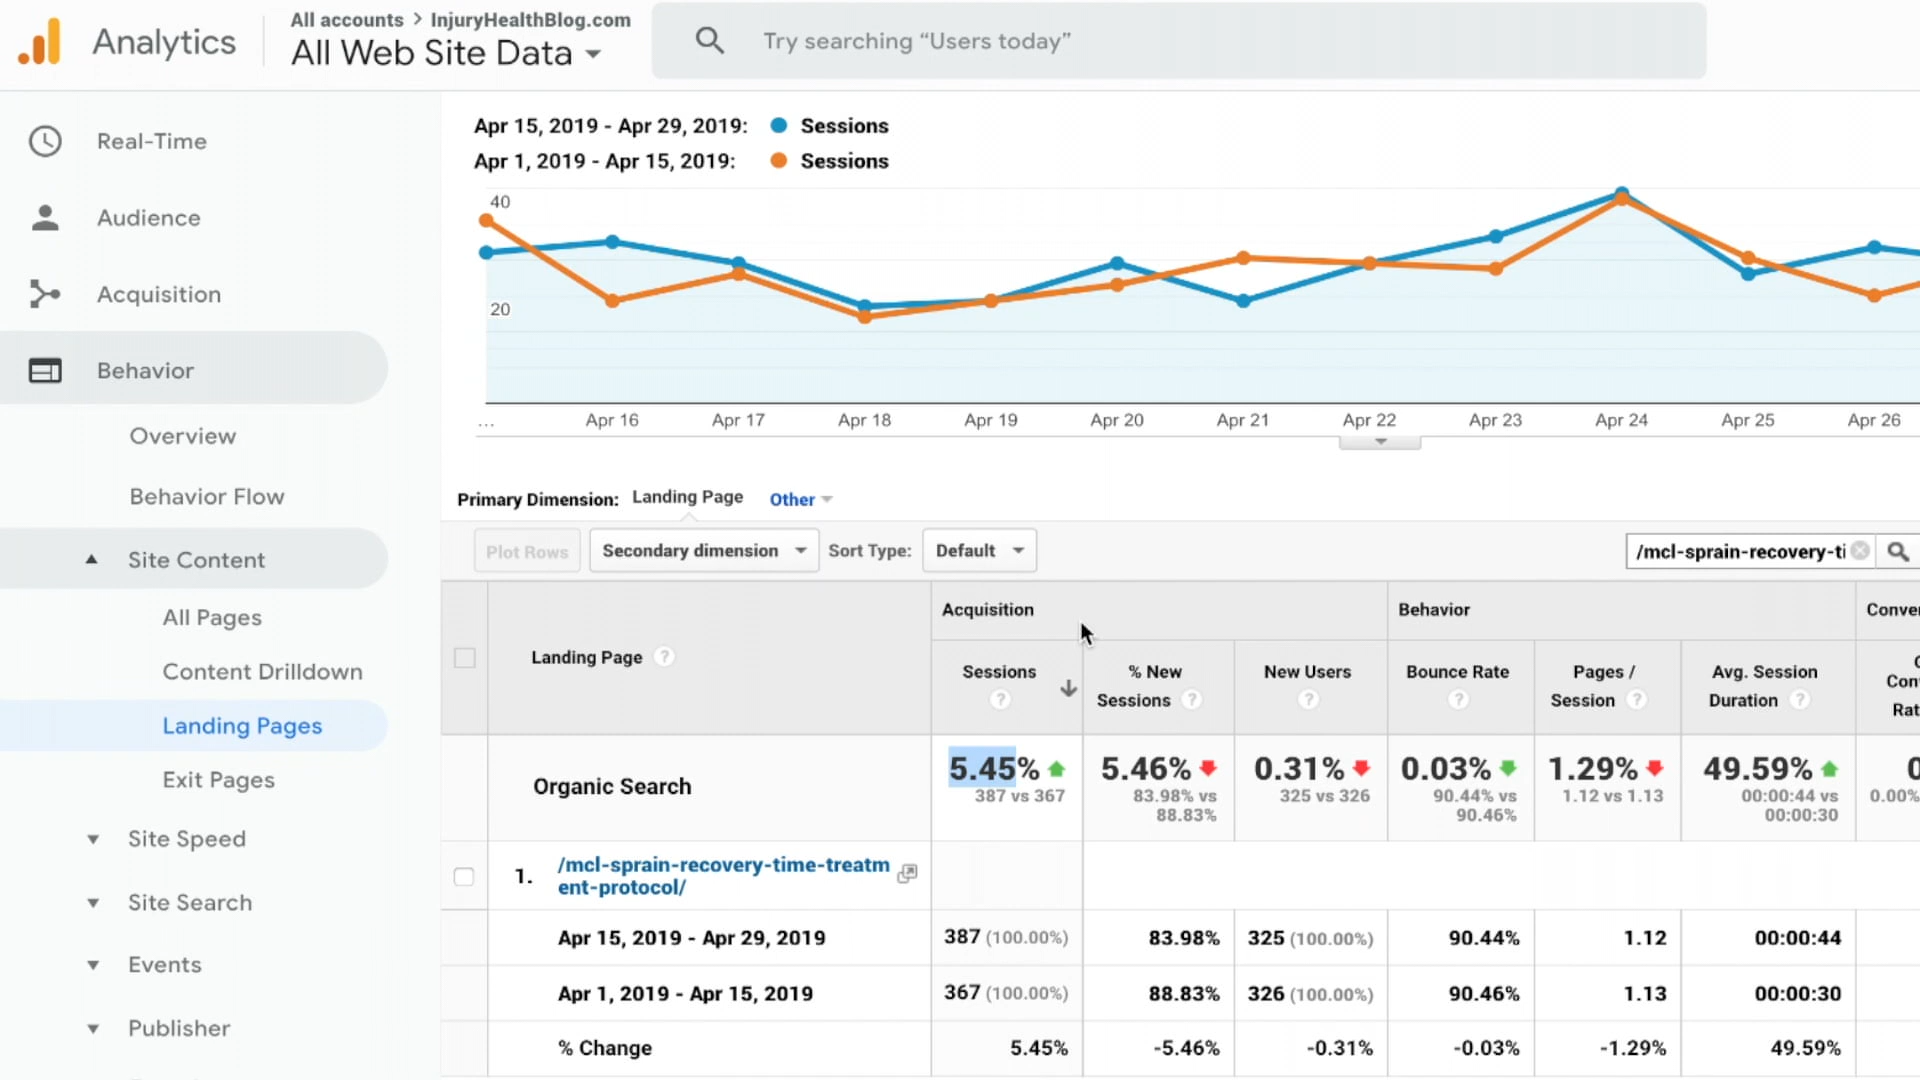 Analytics
All accounts > InjuryHealthBlog.com
All Web Site Data
Try searching “Users today”
Real-Time
Audience
Acquisition
Behavior
Overview
Behavior Flow
Site Content
All Pages
Content Drilldown
Landing Pages
Exit Pages
Site Speed
Site Search
Events
Publisher
Apr 15, 2019 - Apr 29, 2019: Sessions
Apr 1, 2019 - Apr 15, 2019: Sessions
40
20
... Apr 16 Apr 17 Apr 18 Apr 19 Apr 20 Apr 21 Apr 22 Apr 23 Apr 24 Apr 25 Apr 26
Primary Dimension: Landing Page Other
Plot Rows Secondary dimension Sort Type: Default /mcl-sprain-recovery-ti
Acquisition Behavior Conver
Landing Page ?
Sessions ?
% New
Sessions ?
New Users ?
Bounce Rate ?
Pages /
Session ?
Avg. Session
Duration ?
Con
Rat
Organic Search
5.45%
387 vs 367
5.46%
83.98% vs
88.83%
0.31%
325 vs 326
0.03%
90.44% vs
90.46%
1.29%
1.12 vs 1.13
49.59%
00:00:44 vs
00:00:30
0
0.00%
1. /mcl-sprain-recovery-time-treatm
ent-protocol/
Apr 15, 2019 - Apr 29, 2019 387 (100.00%) 83.98% 325 (100.00%) 90.44% 1.12 00:00:44
Apr 1, 2019 - Apr 15, 2019 367 (100.00%) 88.83% 326 (100.00%) 90.46% 1.13 00:00:30
% Change 5.45% -5.46% -0.31% -0.03% -1.29% 49.59%